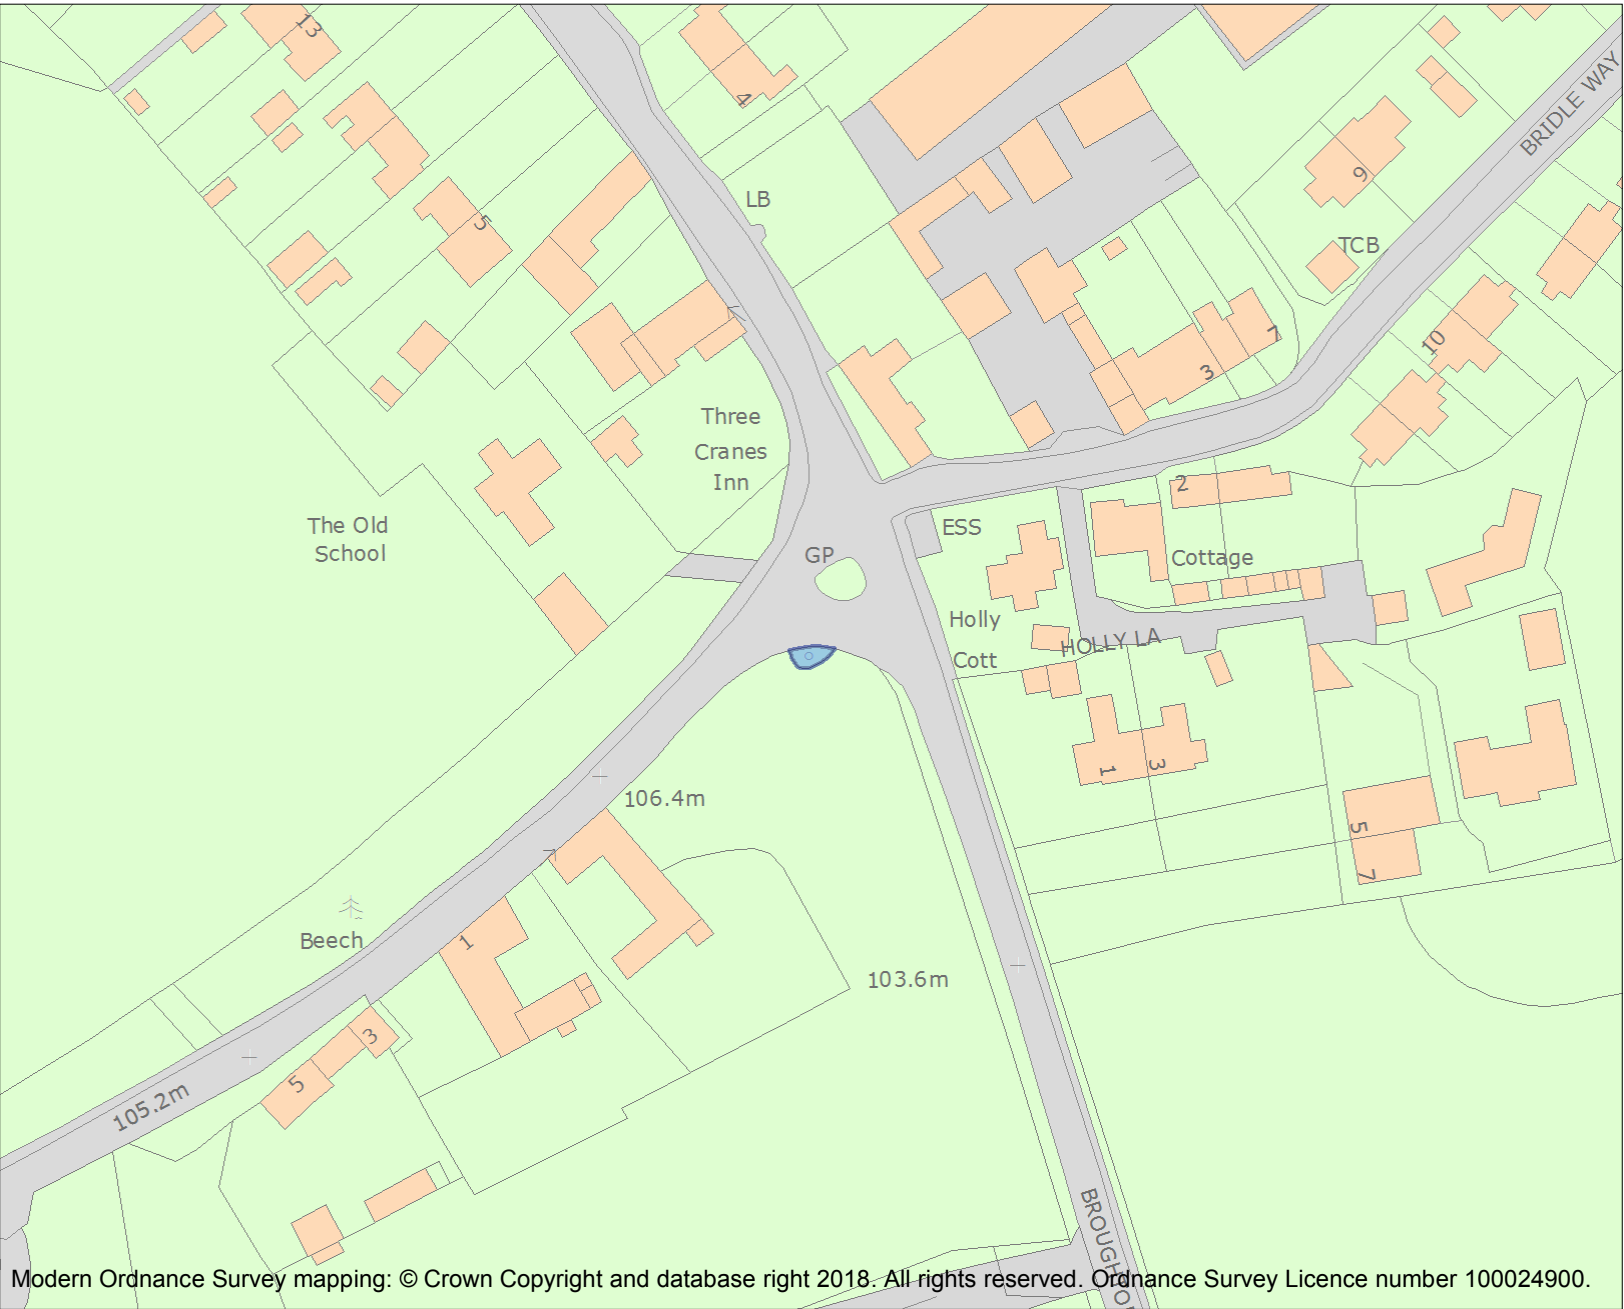 13
4
BRIDLE WAY
9
LB
5
TCB
7
3
10
Three
Cranes
Inn
2
The Old
School
ESS
GP
Cottage
Holly
HOLLY LA
Cott
1
3
106.4m
5
7
1
Beech
103.6m
3
5
105.2m
Modern Ordnance Survey mapping: © Crown Copyright and database right 2018. All rights reserved. Ordnance Survey Licence number 100024900.